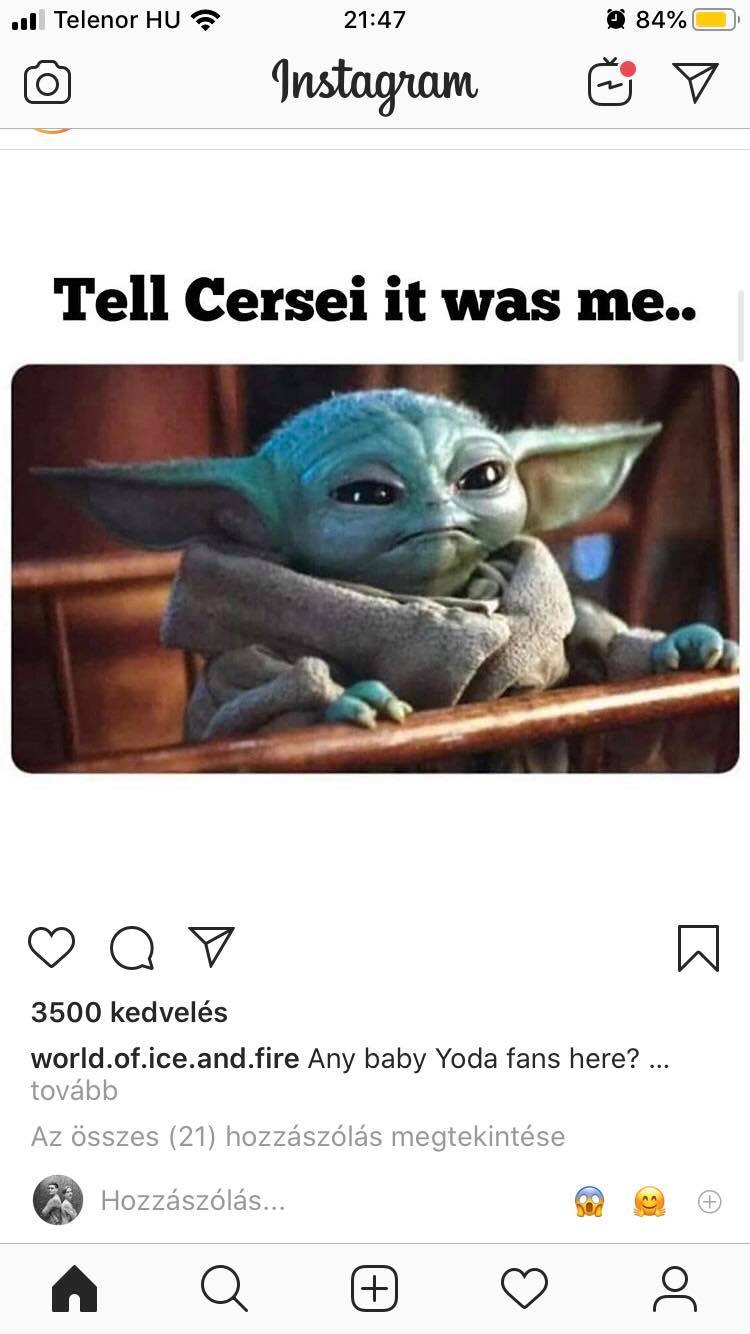 Telenor HU 21:47 84%
Instagram
Tell Cersei it was me..
3500 kedvelés
world.of.ice.and.fire Any baby Yoda fans here? ...
tovább
Az összes (21) hozzászólás megtekintése
Hozzászólás...